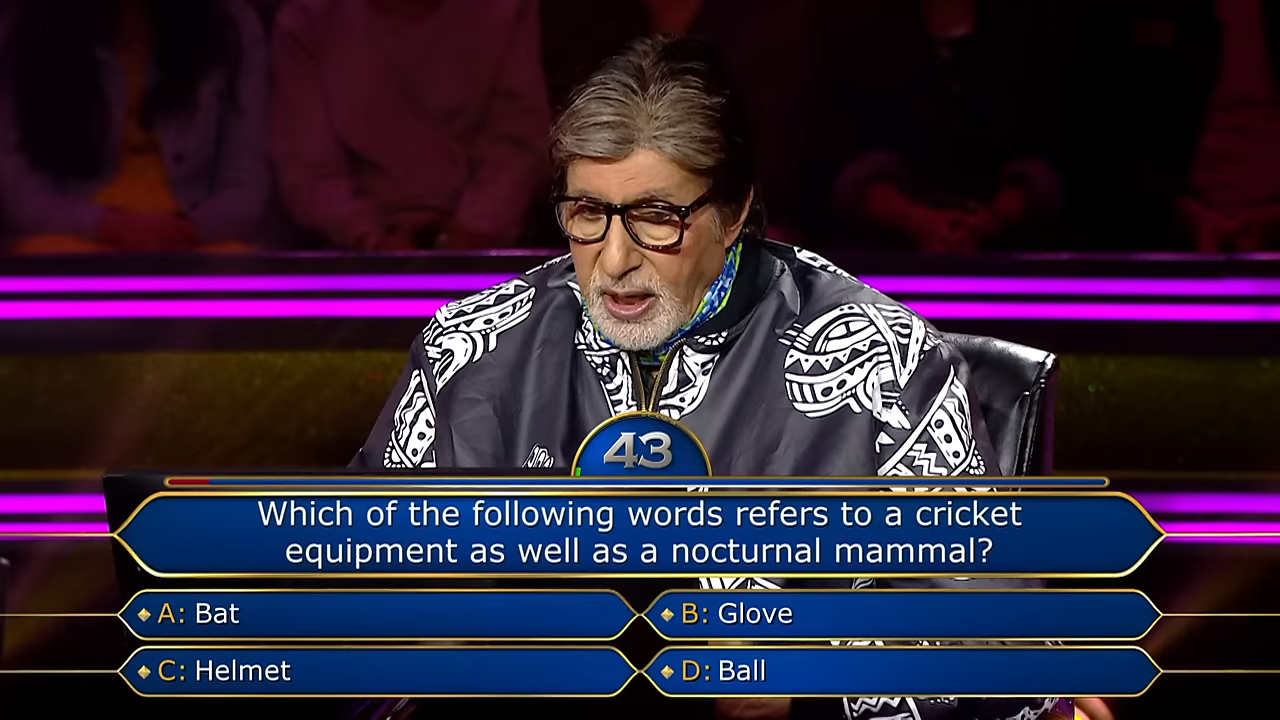 43
Which of the following words refers to a cricket
equipment as well as a nocturnal mammal?
A: Bat
B: Glove
C: Helmet
D: Ball